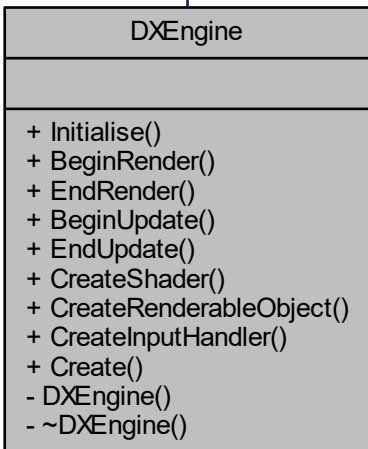 DXEngine
+ Initialise()
+ BeginRender()
+ EndRender()
+ BeginUpdate()
+ EndUpdate()
+ CreateShader()
+ CreateRenderableObject()
+ CreateInputHandler()
+ Create()
- DXEngine()
- ~DXEngine()